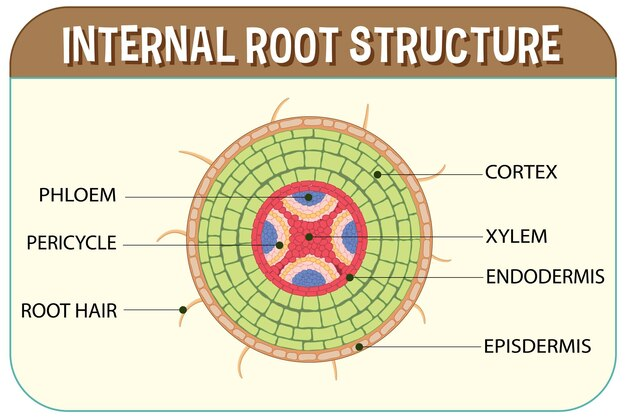 INTERNAL ROOT STRUCTURE
PHLOEM
PERICYCLE
ROOT HAIR
CORTEX
XYLEM
ENDODERMIS
EPISDERMIS